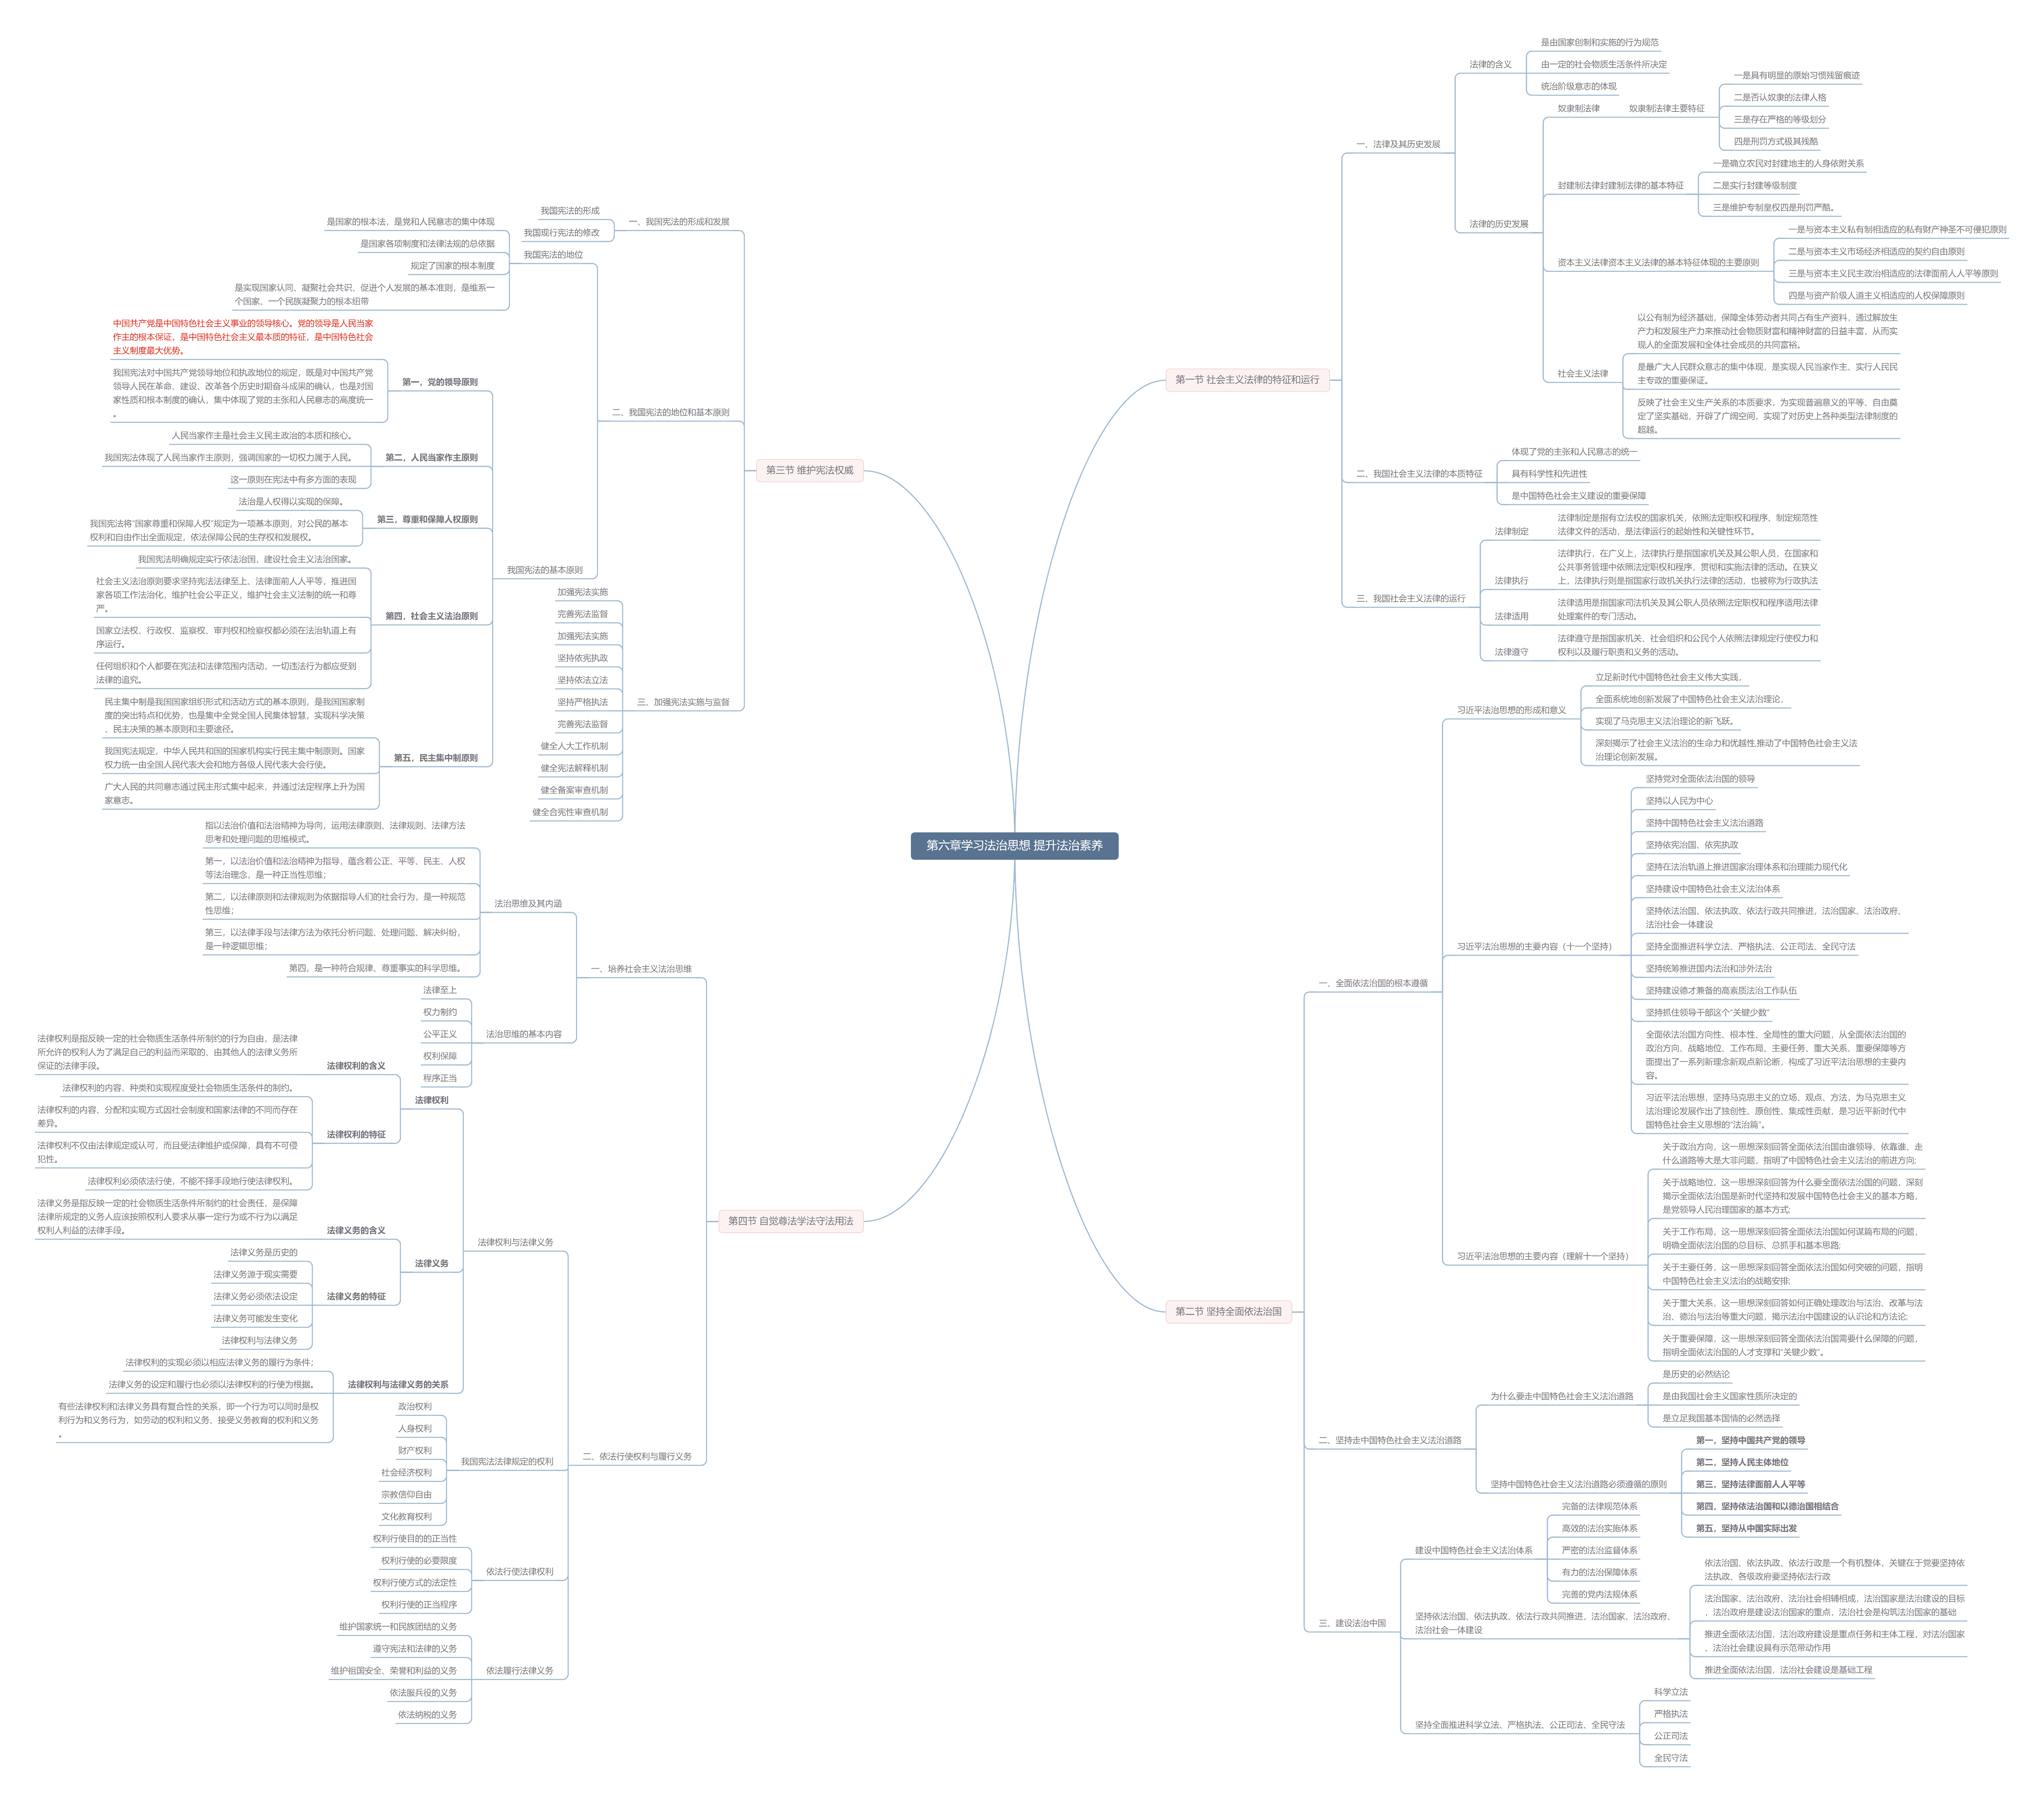 第六章学习法治思想 提升法治素养
第一节 社会主义法律的特征和运行
一、法律及其历史发展
法律的含义
是由国家创制和实施的行为规范
由一定的社会物质生活条件所决定
统治阶级意志的体现
法律的历史发展
奴隶制法律
奴隶制法律主要特征
一是具有明显的原始习惯残留痕迹
二是否认奴隶的法律人格
三是存在严格的等级划分
四是刑罚方式极其残酷
封建制法律封建制法律的基本特征
一是确立农民对封建地主的人身依附关系
二是实行封建等级制度
三是维护专制皇权四是刑罚严酷。
资本主义法律资本主义法律的基本特征体现的主要原则
一是与资本主义私有制相适应的私有财产神圣不可侵犯原则
二是与资本主义市场经济相适应的契约自由原则
三是与资本主义民主政治相适应的法律面前人人平等原则
四是与资产阶级人道主义相适应的人权保障原则
社会主义法律
以公有制为经济基础，保障全体劳动者共同占有生产资料，通过解放生
产力和发展生产力来推动社会物质财富和精神财富的日益丰富，从而实
现人的全面发展和全体社会成员的共同富裕。
是最广大人民群众意志的集中体现，是实现人民当家作主、实行人民民
主专政的重要保证。
反映了社会主义生产关系的本质要求，为实现普遍意义的平等、自由奠
定了坚实基础，开辟了广阔空间，实现了对历史上各种类型法律制度的
超越。
二、我国社会主义法律的本质特征
体现了党的主张和人民意志的统一
具有科学性和先进性
是中国特色社会主义建设的重要保障
三、我国社会主义法律的运行
法律制定
法律制定是指有立法权的国家机关，依照法定职权和程序，制定规范性
法律文件的活动，是法律运行的起始性和关键性环节。
法律执行
法律执行，在广义上，法律执行是指国家机关及其公职人员，在国家和
公共事务管理中依照法定职权和程序，贯彻和实施法律的活动。在狭义
上，法律执行则是指国家行政机关执行法律的活动，也被称为行政执法
法律适用
法律适用是指国家司法机关及其公职人员依照法定职权和程序适用法律
处理案件的专门活动。
法律遵守
法律遵守是指国家机关、社会组织和公民个人依照法律规定行使权力和
权利以及履行职责和义务的活动。
第二节 坚持全面依法治国
一、全面依法治国的根本遵循
习近平法治思想的形成和意义
立足新时代中国特色社会主义伟大实践，
全面系统地创新发展了中国特色社会主义法治理论，
实现了马克思主义法治理论的新飞跃。
深刻揭示了社会主义法治的生命力和优越性,推动了中国特色社会主义法
治理论创新发展。
习近平法治思想的主要内容（十一个坚持）
坚持党对全面依法治国的领导
坚持以人民为中心
坚持中国特色社会主义法治道路
坚持依宪治国、依宪执政
坚持在法治轨道上推进国家治理体系和治理能力现代化
坚持建设中国特色社会主义法治体系
坚持依法治国、依法执政、依法行政共同推进，法治国家、法治政府、
法治社会一体建设
坚持全面推进科学立法、严格执法、公正司法、全民守法
坚持统筹推进国内法治和涉外法治
坚持建设德才兼备的高素质法治工作队伍
坚持抓住领导干部这个“关键少数”
全面依法治国方向性、根本性、全局性的重大问题，从全面依法治国的
政治方向、战略地位、工作布局、主要任务、重大关系、重要保障等方
面提出了一系列新理念新观点新论断，构成了习近平法治思想的主要内
容。
习近平法治思想，坚持马克思主义的立场、观点、方法，为马克思主义
法治理论发展作出了独创性、原创性、集成性贡献，是习近平新时代中
国特色社会主义思想的“法治篇”。
习近平法治思想的主要内容（理解十一个坚持）
关于政治方向，这一思想深刻回答全面依法治国由谁领导、依靠谁、走
什么道路等大是大非问题，指明了中国特色社会主义法治的前进方向;
关于战略地位，这一思想深刻回答为什么要全面依法治国的问题，深刻
揭示全面依法治国是新时代坚持和发展中国特色社会主义的基本方略，
是党领导人民治理国家的基本方式;
关于工作布局，这一思想深刻回答全面依法治国如何谋篇布局的问题，
明确全面依法治国的总目标、总抓手和基本思路;
关于主要任务，这一思想深刻回答全面依法治国如何突破的问题，指明
中国特色社会主义法治的战略安排;
关于重大关系，这一思想深刻回答如何正确处理政治与法治、改革与法
治、德治与法治等重大问题，揭示法治中国建设的认识论和方法论;
关于重要保障，这一思想深刻回答全面依法治国需要什么保障的问题，
指明全面依法治国的人才支撑和“关键少数”。
二、坚持走中国特色社会主义法治道路
为什么要走中国特色社会主义法治道路
是历史的必然结论
是由我国社会主义国家性质所决定的
是立足我国基本国情的必然选择
坚持中国特色社会主义法治道路必须遵循的原则
第一，坚持中国共产党的领导
第二，坚持人民主体地位
第三，坚持法律面前人人平等
第四，坚持依法治国和以德治国相结合
第五，坚持从中国实际出发
三、建设法治中国
建设中国特色社会主义法治体系
完备的法律规范体系
高效的法治实施体系
严密的法治监督体系
有力的法治保障体系
完善的党内法规体系
坚持依法治国、依法执政、依法行政共同推进，法治国家、法治政府、
法治社会一体建设
依法治国、依法执政、依法行政是一个有机整体，关键在于党要坚持依
法执政、各级政府要坚持依法行政
法治国家、法治政府、法治社会相辅相成，法治国家是法治建设的目标
，法治政府是建设法治国家的重点，法治社会是构筑法治国家的基础
推进全面依法治国，法治政府建设是重点任务和主体工程，对法治国家
、法治社会建设具有示范带动作用
推进全面依法治国，法治社会建设是基础工程
坚持全面推进科学立法、严格执法、公正司法、全民守法
科学立法
严格执法
公正司法
全民守法
第三节 维护宪法权威
一、我国宪法的形成和发展
我国宪法的形成
我国现行宪法的修改
二、我国宪法的地位和基本原则
我国宪法的地位
是国家的根本法，是党和人民意志的集中体现
是国家各项制度和法律法规的总依据
规定了国家的根本制度
是实现国家认同、凝聚社会共识、促进个人发展的基本准则，是维系一
个国家、一个民族凝聚力的根本纽带
我国宪法的基本原则
第一，党的领导原则
中国共产党是中国特色社会主义事业的领导核心。党的领导是人民当家
作主的根本保证，是中国特色社会主义最本质的特征，是中国特色社会
主义制度最大优势。
我国宪法对中国共产党领导地位和执政地位的规定，既是对中国共产党
领导人民在革命、建设、改革各个历史时期奋斗成果的确认，也是对国
家性质和根本制度的确认，集中体现了党的主张和人民意志的高度统一
。
第二，人民当家作主原则
人民当家作主是社会主义民主政治的本质和核心。
我国宪法体现了人民当家作主原则，强调国家的一切权力属于人民。
这一原则在宪法中有多方面的表现
第三，尊重和保障人权原则
法治是人权得以实现的保障。
我国宪法将“国家尊重和保障人权”规定为一项基本原则，对公民的基本
权利和自由作出全面规定，依法保障公民的生存权和发展权。
第四，社会主义法治原则
我国宪法明确规定实行依法治国，建设社会主义法治国家。
社会主义法治原则要求坚持宪法法律至上、法律面前人人平等，推进国
家各项工作法治化，维护社会公平正义，维护社会主义法制的统一和尊
严。
国家立法权、行政权、监察权、审判权和检察权都必须在法治轨道上有
序运行。
任何组织和个人都要在宪法和法律范围内活动，一切违法行为都应受到
法律的追究。
第五，民主集中制原则
民主集中制是我国国家组织形式和活动方式的基本原则，是我国国家制
度的突出特点和优势，也是集中全党全国人民集体智慧，实现科学决策
、民主决策的基本原则和主要途径。
我国宪法规定，中华人民共和国的国家机构实行民主集中制原则。国家
权力统一由全国人民代表大会和地方各级人民代表大会行使。
广大人民的共同意志通过民主形式集中起来，并通过法定程序上升为国
家意志。
三、加强宪法实施与监督
加强宪法实施
完善宪法监督
加强宪法实施
坚持依宪执政
坚持依法立法
坚持严格执法
完善宪法监督
健全人大工作机制
健全宪法解释机制
健全备案审查机制
健全合宪性审查机制
第四节 自觉尊法学法守法用法
一、培养社会主义法治思维
法治思维及其内涵
指以法治价值和法治精神为导向，运用法律原则、法律规则、法律方法
思考和处理问题的思维模式。
第一，以法治价值和法治精神为指导，蕴含着公正、平等、民主、人权
等法治理念，是一种正当性思维；
第二，以法律原则和法律规则为依据指导人们的社会行为，是一种规范
性思维；
第三，以法律手段与法律方法为依托分析问题、处理问题、解决纠纷，
是一种逻辑思维；
第四，是一种符合规律、尊重事实的科学思维。
法治思维的基本内容
法律至上
权力制约
公平正义
权利保障
程序正当
二、依法行使权利与履行义务
法律权利与法律义务
法律权利
法律权利的含义
法律权利是指反映一定的社会物质生活条件所制约的行为自由，是法律
所允许的权利人为了满足自己的利益而采取的、由其他人的法律义务所
保证的法律手段。
法律权利的特征
法律权利的内容、种类和实现程度受社会物质生活条件的制约。
法律权利的内容、分配和实现方式因社会制度和国家法律的不同而存在
差异。
法律权利不仅由法律规定或认可，而且受法律维护或保障，具有不可侵
犯性。
法律权利必须依法行使，不能不择手段地行使法律权利。
法律义务
法律义务的含义
法律义务是指反映一定的社会物质生活条件所制约的社会责任，是保障
法律所规定的义务人应该按照权利人要求从事一定行为或不行为以满足
权利人利益的法律手段。
法律义务的特征
法律义务是历史的
法律义务源于现实需要
法律义务必须依法设定
法律义务可能发生变化
法律权利与法律义务
法律权利与法律义务的关系
法律权利的实现必须以相应法律义务的履行为条件；
法律义务的设定和履行也必须以法律权利的行使为根据。
有些法律权利和法律义务具有复合性的关系，即一个行为可以同时是权
利行为和义务行为，如劳动的权利和义务、接受义务教育的权利和义务
。
我国宪法法律规定的权利
政治权利
人身权利
财产权利
社会经济权利
宗教信仰自由
文化教育权利
依法行使法律权利
权利行使目的的正当性
权利行使的必要限度
权利行使方式的法定性
权利行使的正当程序
依法履行法律义务
维护国家统一和民族团结的义务
遵守宪法和法律的义务
维护祖国安全、荣誉和利益的义务
依法服兵役的义务
依法纳税的义务